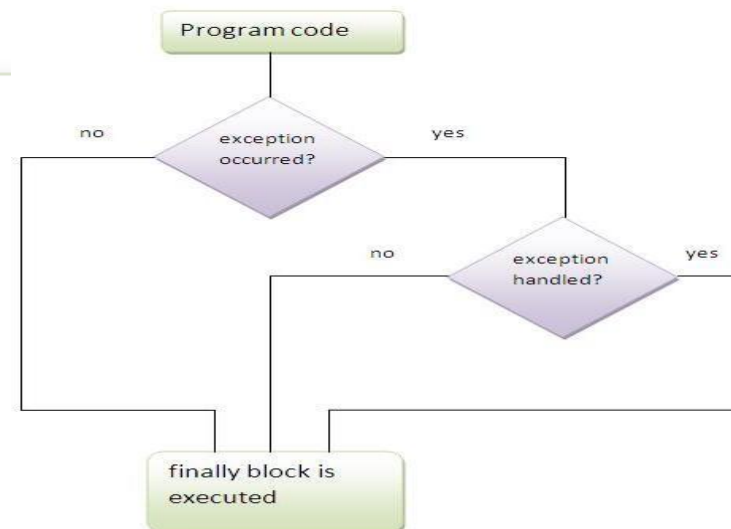 Program code
no
exception
occurred?
yes
no
exception
handled?
yes
finally block is
executed